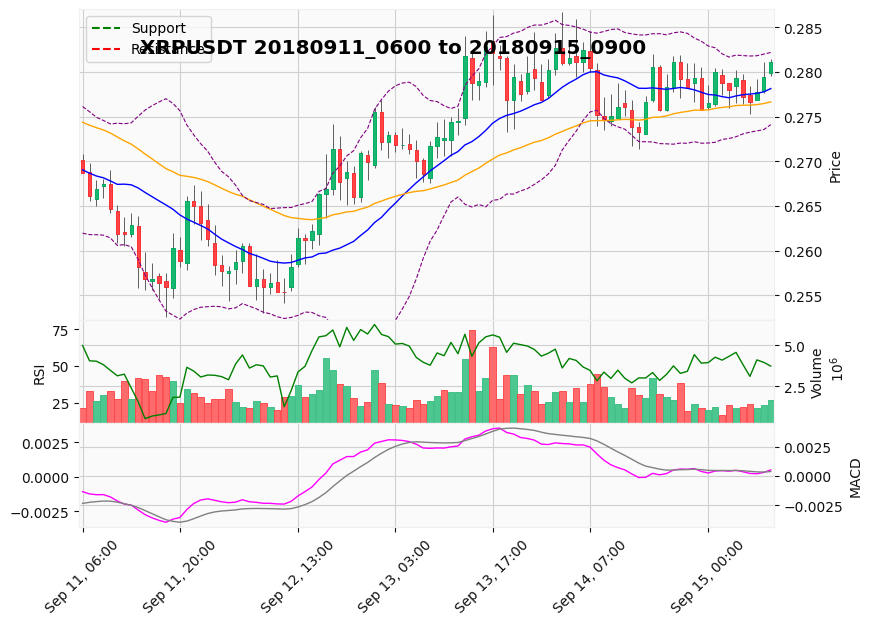 Support
Resistance
XRPUSDT 20180911_0600 to 20180915_0900
0.285
0.280
0.275
0.270
0.265
0.260
0.255
Price
75
50
25
RSI
5.0
2.5
Volume
10^6
0.0025
0.0000
−0.0025
0.0025
0.0000
−0.0025
MACD
Sep 11, 06:00
Sep 11, 20:00
Sep 12, 13:00
Sep 13, 03:00
Sep 13, 17:00
Sep 14, 07:00
Sep 15, 00:00